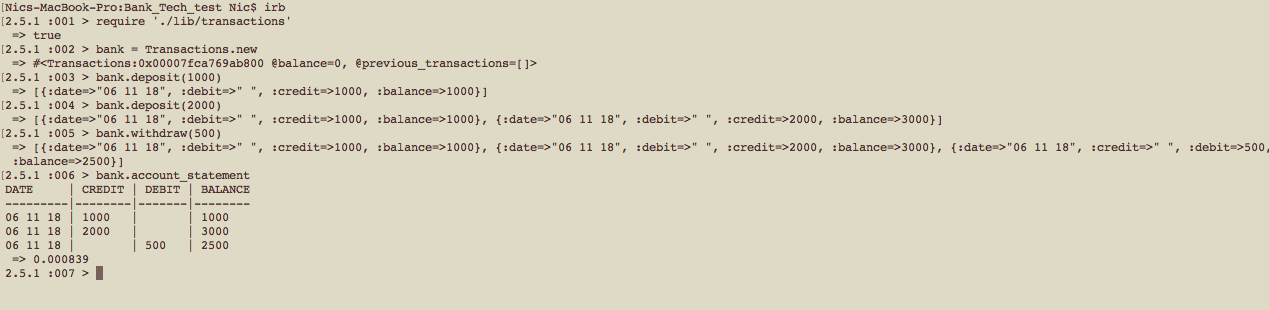 [Nics-MacBook-Pro:Bank_Tech_test Nic$ irb
[2.5.1 :001 > require './lib/transactions'
 => true
[2.5.1 :002 > bank = Transactions.new
 => #<Transactions:0x00007fca769ab800 @balance=0, @previous_transactions=[]>
[2.5.1 :003 > bank.deposit(1000)
 => [{:date=>"06 11 18", :debit=>" ", :credit=>1000, :balance=>1000}]
[2.5.1 :004 > bank.deposit(2000)
 => [{:date=>"06 11 18", :debit=>" ", :credit=>1000, :balance=>1000}, {:date=>"06 11 18", :debit=>" ", :credit=>2000, :balance=>3000}]
[2.5.1 :005 > bank.withdraw(500)
 => [{:date=>"06 11 18", :debit=>" ", :credit=>1000, :balance=>1000}, {:date=>"06 11 18", :debit=>" ", :credit=>2000, :balance=>3000}, {:date=>"06 11 18", :credit=>" ", :debit=>500,
 :balance=>2500}]
[2.5.1 :006 > bank.account_statement
DATE     | CREDIT | DEBIT | BALANCE
---------|--------|-------|--------
06 11 18 | 1000   |       | 1000
06 11 18 | 2000   |       | 3000
06 11 18 |        | 500   | 2500
 => 0.000839
2.5.1 :007 >